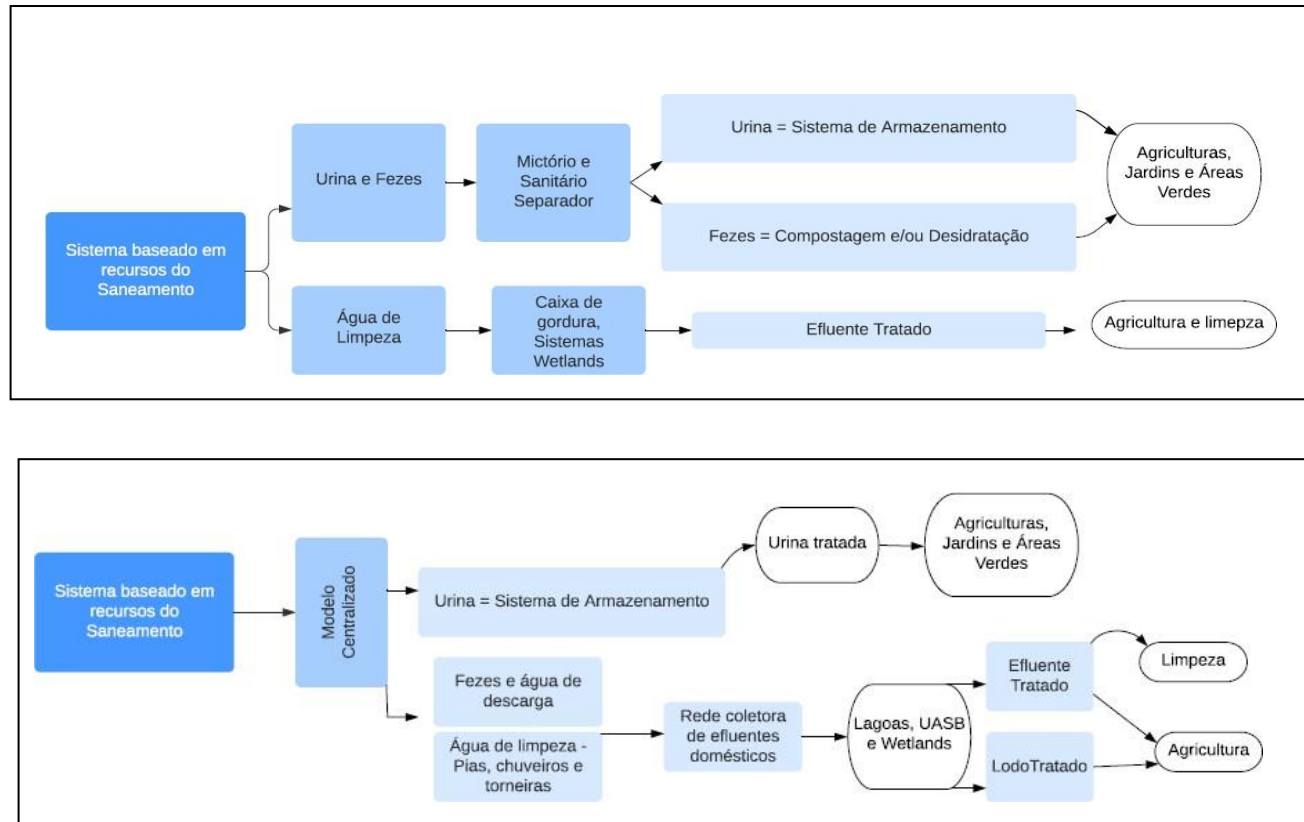 Urina e Fezes
Mictório e
Sanitário
Separador
Urina = Sistema de Armazenamento
Agriculturas,
Jardins e Áreas
Verdes
Fezes = Compostagem e/ou Desidratação
Sistema baseado em
recursos do
Saneamento
Água de
Limpeza
Caixa de
gordura,
Sistemas
Wetlands
Efluente Tratado
Agricultura e limepza
Sistema baseado em
recursos do
Saneamento
Modelo
Centralizado
Urina = Sistema de Armazenamento
Urina tratada
Agriculturas,
Jardins e Áreas
Verdes
Fezes e água de
descarga
Água de limpeza -
Pias, chuveiros e
torneiras
Rede coletora
de efluentes
domésticos
Lagoas, UASB
e Wetlands
Efluente
Tratado
LodoTratado
Limpeza
Agricultura